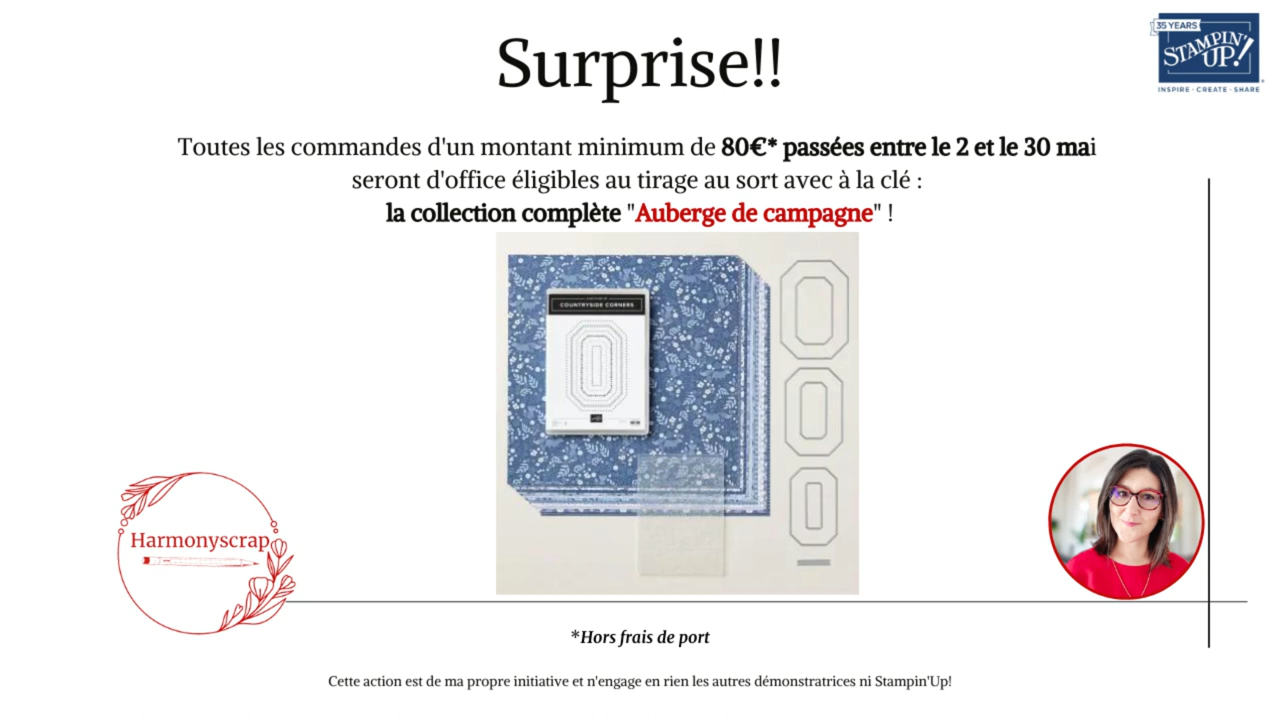 Surprise!!
35 YEARS
STAMPIN' UP!
INSPIRE · CREATE · SHARE
Toutes les commandes d'un montant minimum de 80€* passées entre le 2 et le 30 mai
seront d'office éligibles au tirage au sort avec à la clé :
la collection complète "Auberge de campagne" !
COUNTRYSIDE CORNERS
Harmonyscrap
*Hors frais de port
Cette action est de ma propre initiative et n'engage en rien les autres démonstratrices ni Stampin'Up!